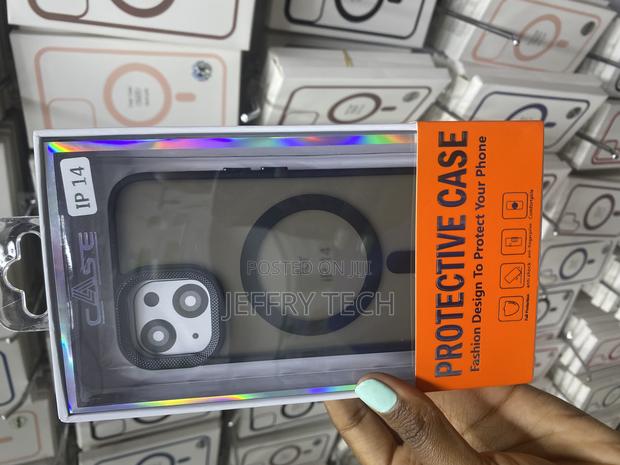 IP 14
CASE
PROTECTIVE CASE
Fashion Design To Protect Your Phone
POSTED ON JIJI
JEFFRY TECH